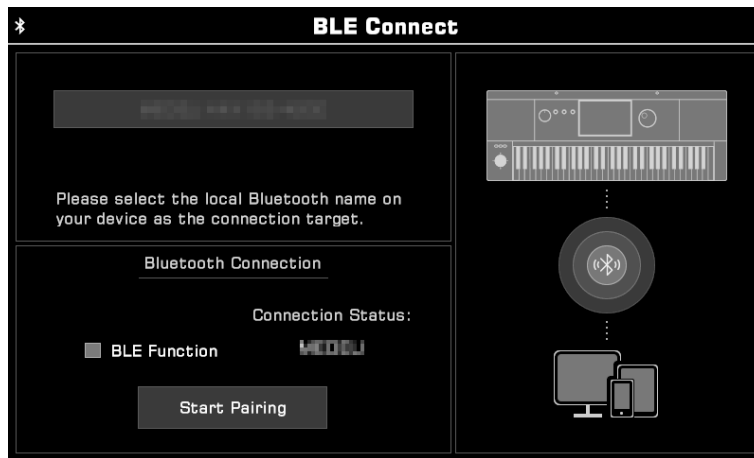 BLE Connect
Please select the local Bluetooth name on
your device as the connection target.
Bluetooth Connection
Connection Status:
BLE Function
Start Pairing